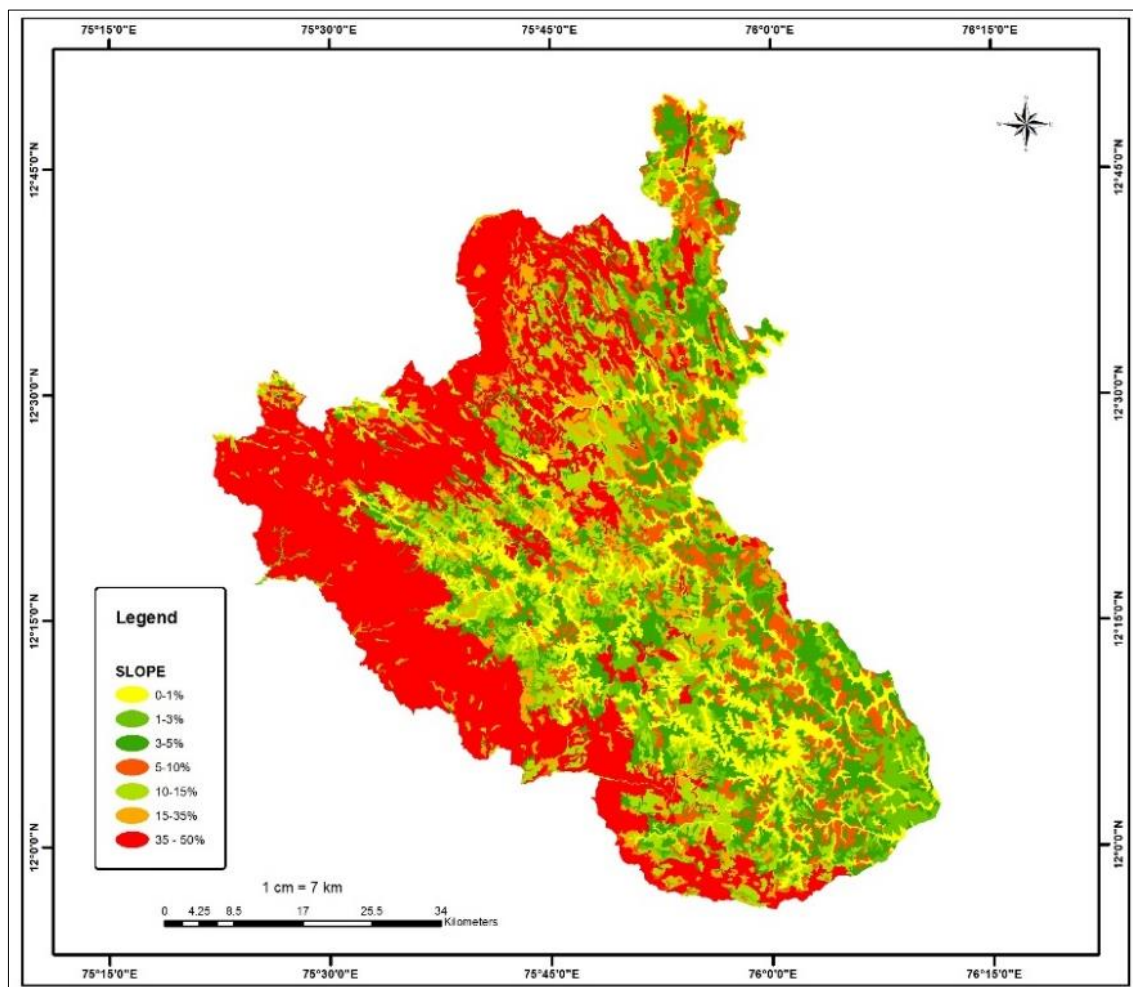 75°15'0"E 75°30'0"E 75°45'0"E 76°0'0"E 76°15'0"E
12°45'0"N
12°45'0"N
12°30'0"N
12°30'0"N
12°15'0"N
12°15'0"N
12°0'0"N
12°0'0"N
Legend
SLOPE
0-1%
1-3%
3-5%
5-10%
10-15%
15-35%
35 - 50%
1 cm = 7 km
0 4.25 8.5 17 25.5 34
Kilometers
75°15'0"E 75°30'0"E 75°45'0"E 76°0'0"E 76°15'0"E